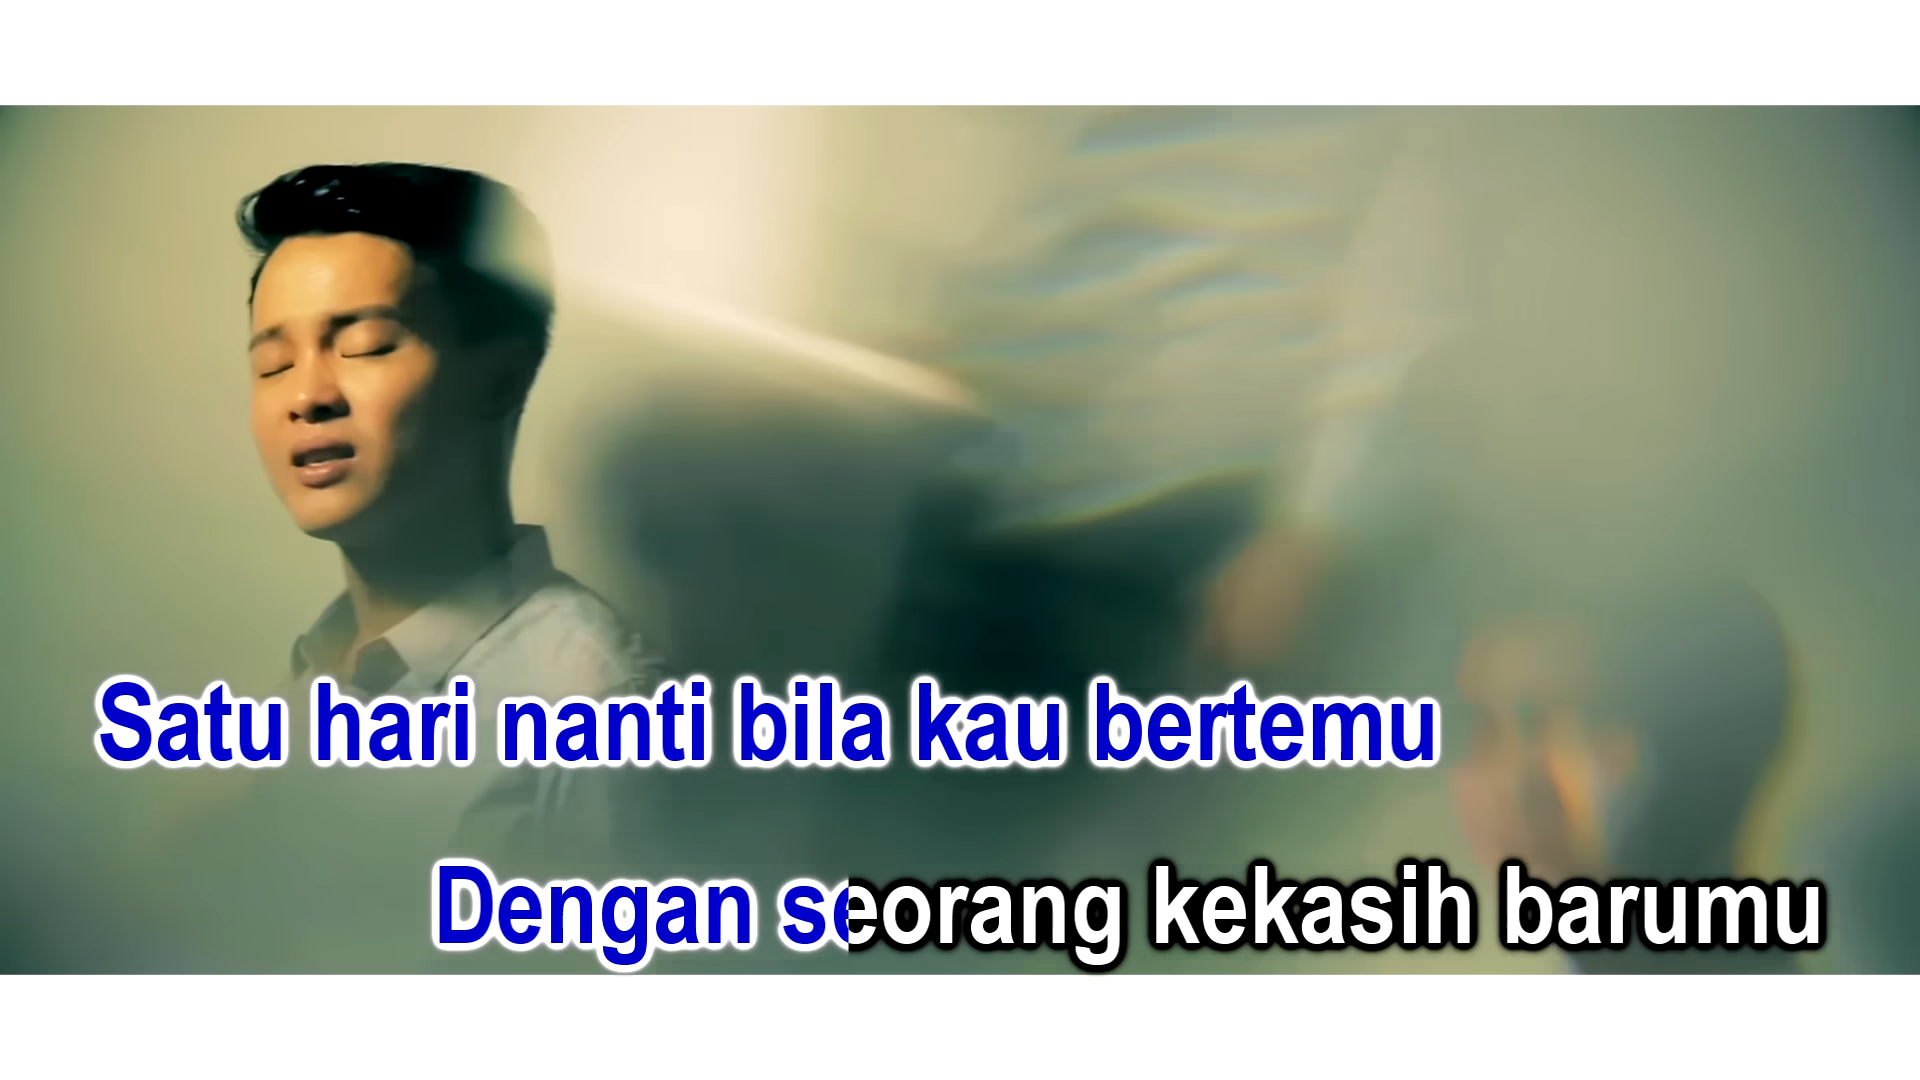 Satu hari nanti bila kau bertemu
Dengan seorang kekasih barumu